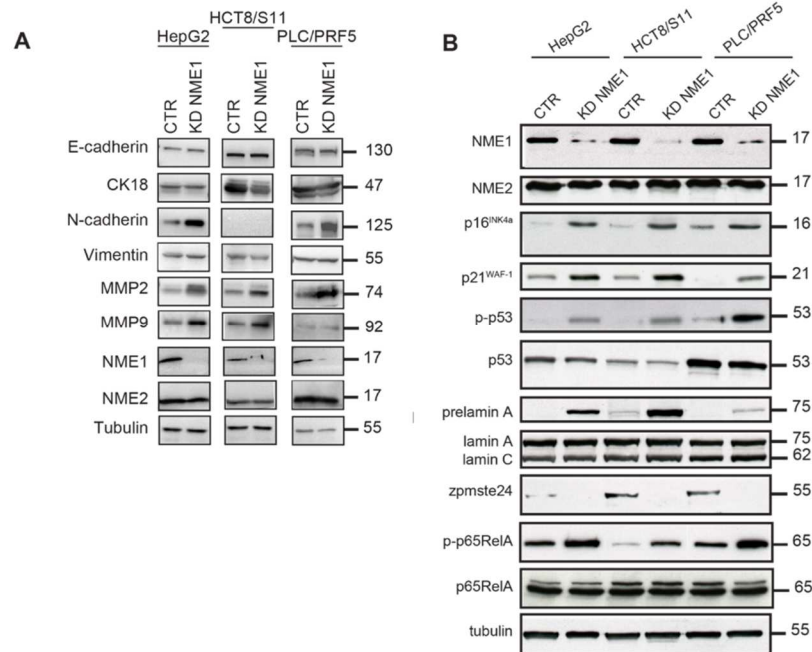 A
HCT8/S11
HepG2 PLC/PRF5
CTR KD NME1 CTR KD NME1 CTR KD NME1
E-cadherin 130
CK18 47
N-cadherin 125
Vimentin 55
MMP2 74
MMP9 92
NME1 17
NME2 17
Tubulin 55
B
HepG2 HCT8/S11 PLC/PRF5
CTR KD NME1 CTR KD NME1 CTR KD NME1
NME1 17
NME2 17
p16INK4a 16
p21WAF-1 21
p-p53 53
p53 53
prelamin A 75
lamin A 75
lamin C 62
zpmste24 55
p-p65RelA 65
p65RelA 65
tubulin 55